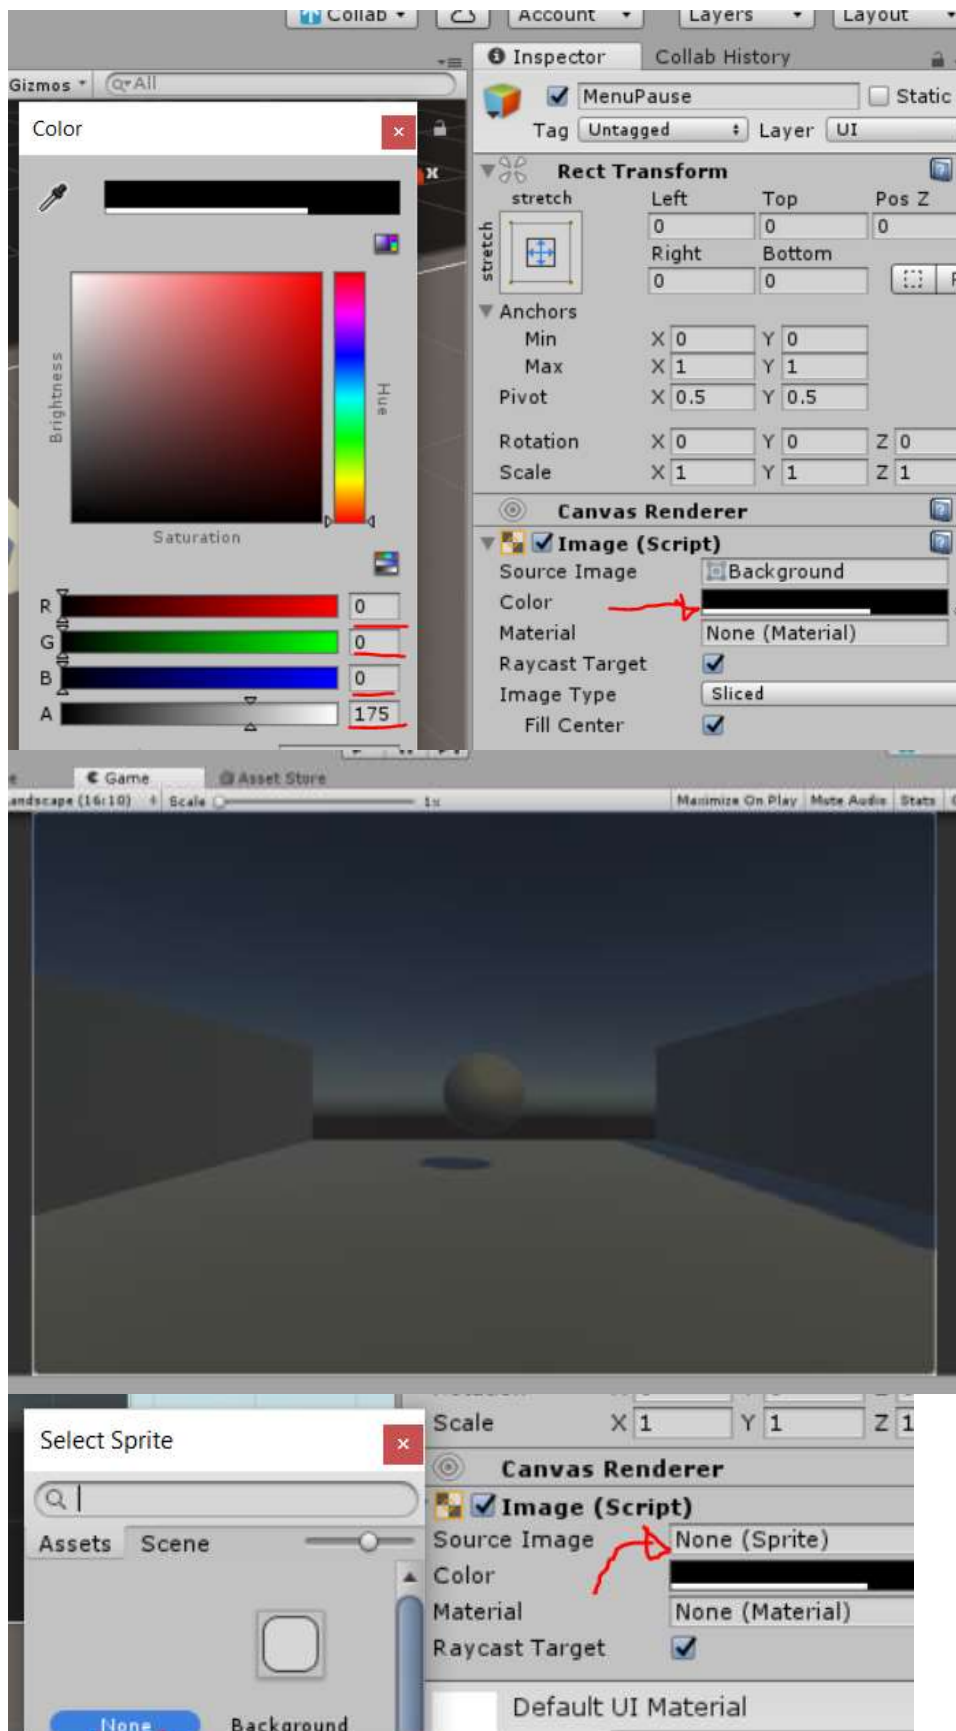 Collab Account Layers Layout
Inspector Collab History
Gizmos All
MenuPause Static
Color
Tag Untagged Layer UI
Rect Transform
stretch Left Top Pos Z
stretch
0 0 0
Right Bottom
0 0
Anchors
Min X 0 Y 0
Max X 1 Y 1
Pivot X 0.5 Y 0.5
Rotation X 0 Y 0 Z 0
Scale X 1 Y 1 Z 1
Brightness
Hue
Saturation
Canvas Renderer
Image (Script)
Source Image Background
Color
Material None (Material)
Raycast Target
Image Type Sliced
Fill Center
R 0
G 0
B 0
A 175
Game Asset Store
andscape (16:10) Scale 1x Maximize On Play Mute Audio Stats
Select Sprite
Assets Scene
None Background
Scale X 1 Y 1 Z 1
Canvas Renderer
Image (Script)
Source Image None (Sprite)
Color
Material None (Material)
Raycast Target
Default UI Material